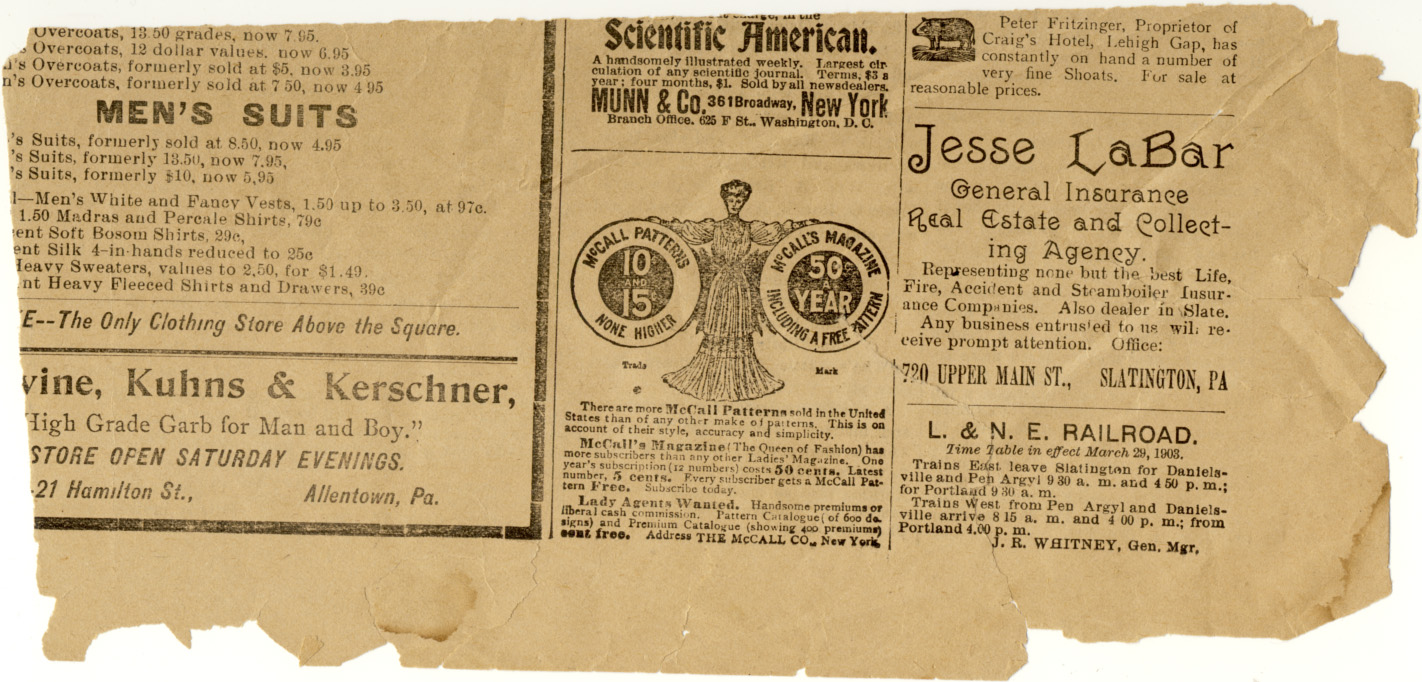 Overcoats, 13.50 grades, now 7.95.
Overcoats, 12 dollar values. now 6.95
's Overcoats, formerly sold at $5, now 3.95
n's Overcoats, formerly sold at 7 50, now 4 95
MEN'S SUITS
's Suits, formerly sold at 8.50, now 4.95
's Suits, formerly 13.50, now 7.95,
's Suits, formerly $10, now 5,95
l—Men's White and Fancy Vests, 1.50 up to 3.50, at 97c.
1.50 Madras and Percale Shirts, 79c
ent Soft Bosom Shirts, 29c,
ent Silk 4-in-hands reduced to 25c
Heavy Sweaters, values to 2.50, for $1.49.
nt Heavy Fleeced Shirts and Drawers, 39c
E--The Only Clothing Store Above the Square.
vine, Kuhns & Kerschner,
High Grade Garb for Man and Boy."
STORE OPEN SATURDAY EVENINGS.
21 Hamilton St., Allentown, Pa.
charge, in the
Scientific American.
A handsomely illustrated weekly. Largest cir-
culation of any scientific journal. Terms, $3 a
year; four months, $1. Sold by all newsdealers.
MUNN & Co. 361 Broadway, New York
Branch Office. 625 F St., Washington, D. C.
McCALL PATTERNS
10
AND
15
NONE HIGHER
McCALL'S MAGAZINE
50
A
YEAR
INCLUDING A FREE PATTERN
Trade Mark
There are more McCall Patterns sold in the United
States than of any other make of patterns. This is on
account of their style, accuracy and simplicity.
McCall's Magazine (The Queen of Fashion) has
more subscribers than any other Ladies' Magazine. One
year's subscription (12 numbers) costs 50 cents. Latest
number, 5 cents. Every subscriber gets a McCall Pat-
tern Free. Subscribe today.
Lady Agents Wanted. Handsome premiums or
liberal cash commission. Pattern Catalogue( of 600 de-
signs) and Premium Catalogue (showing 400 premiums)
sent free. Address THE McCALL CO., New York,
Peter Fritzinger, Proprietor of
Craig's Hotel, Lehigh Gap, has
constantly on hand a number of
very fine Shoats. For sale at
reasonable prices.
Jesse LaBar
General Insurance
Real Estate and Collect-
ing Agency.
Representing none but the best Life,
Fire, Accident and Steamboiler Insur-
ance Companies. Also dealer in Slate.
Any business entrusted to us will re-
ceive prompt attention. Office:
720 UPPER MAIN ST., SLATINGTON, PA
L. & N. E. RAILROAD.
Time Table in effect March 29, 1903.
Trains East leave Slatington for Daniels-
ville and Pen Argyl 9 30 a. m. and 4 50 p. m.;
for Portland 9 30 a. m.
Trains West from Pen Argyl and Daniels-
ville arrive 8 15 a. m. and 4 00 p. m.; from
Portland 4.00 p. m.
J. R. WHITNEY, Gen. Mgr,